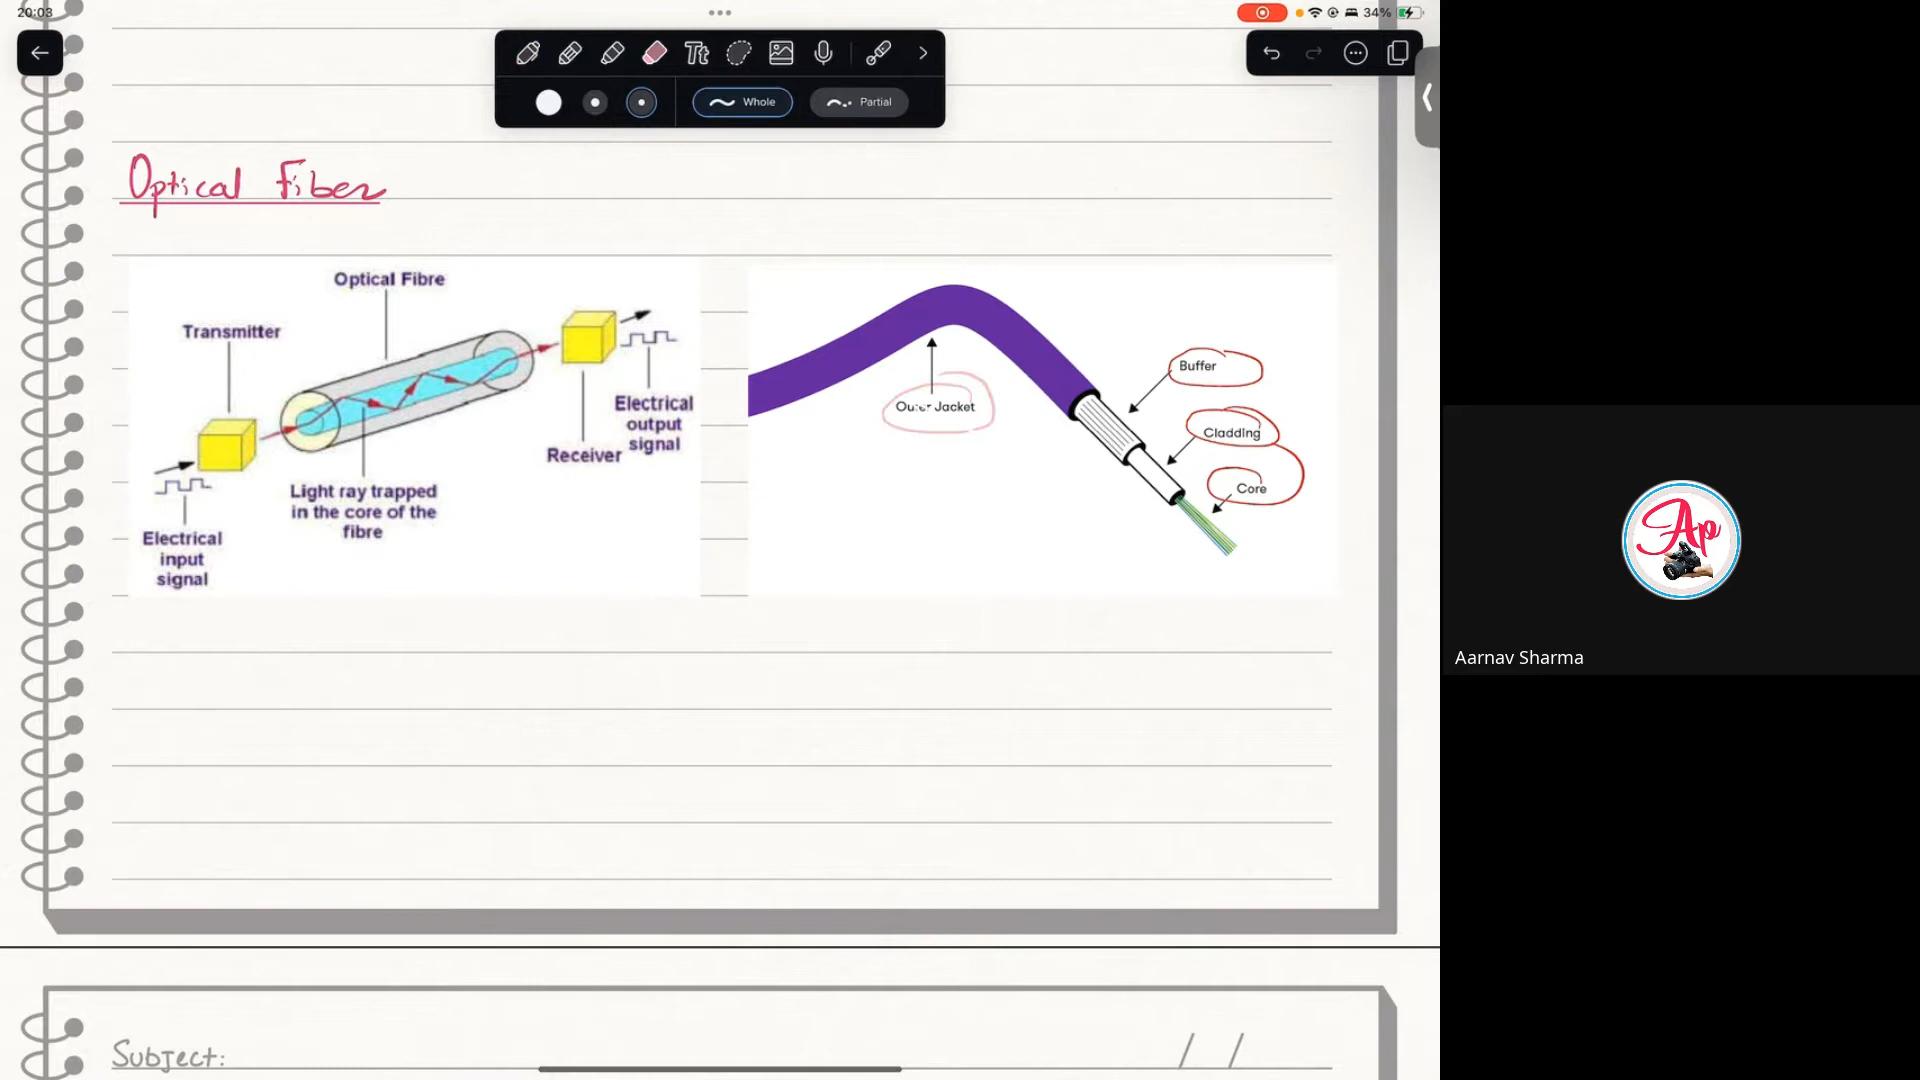 20:03
34%
Whole
Partial
Optical Fiber
Optical Fibre
Transmitter
Electrical
output
signal
Receiver
Light ray trapped
in the core of the
fibre
Electrical
input
signal
Buffer
Outer Jacket
Cladding
Core
Ap
Aarnav Sharma
Subject:
/ /